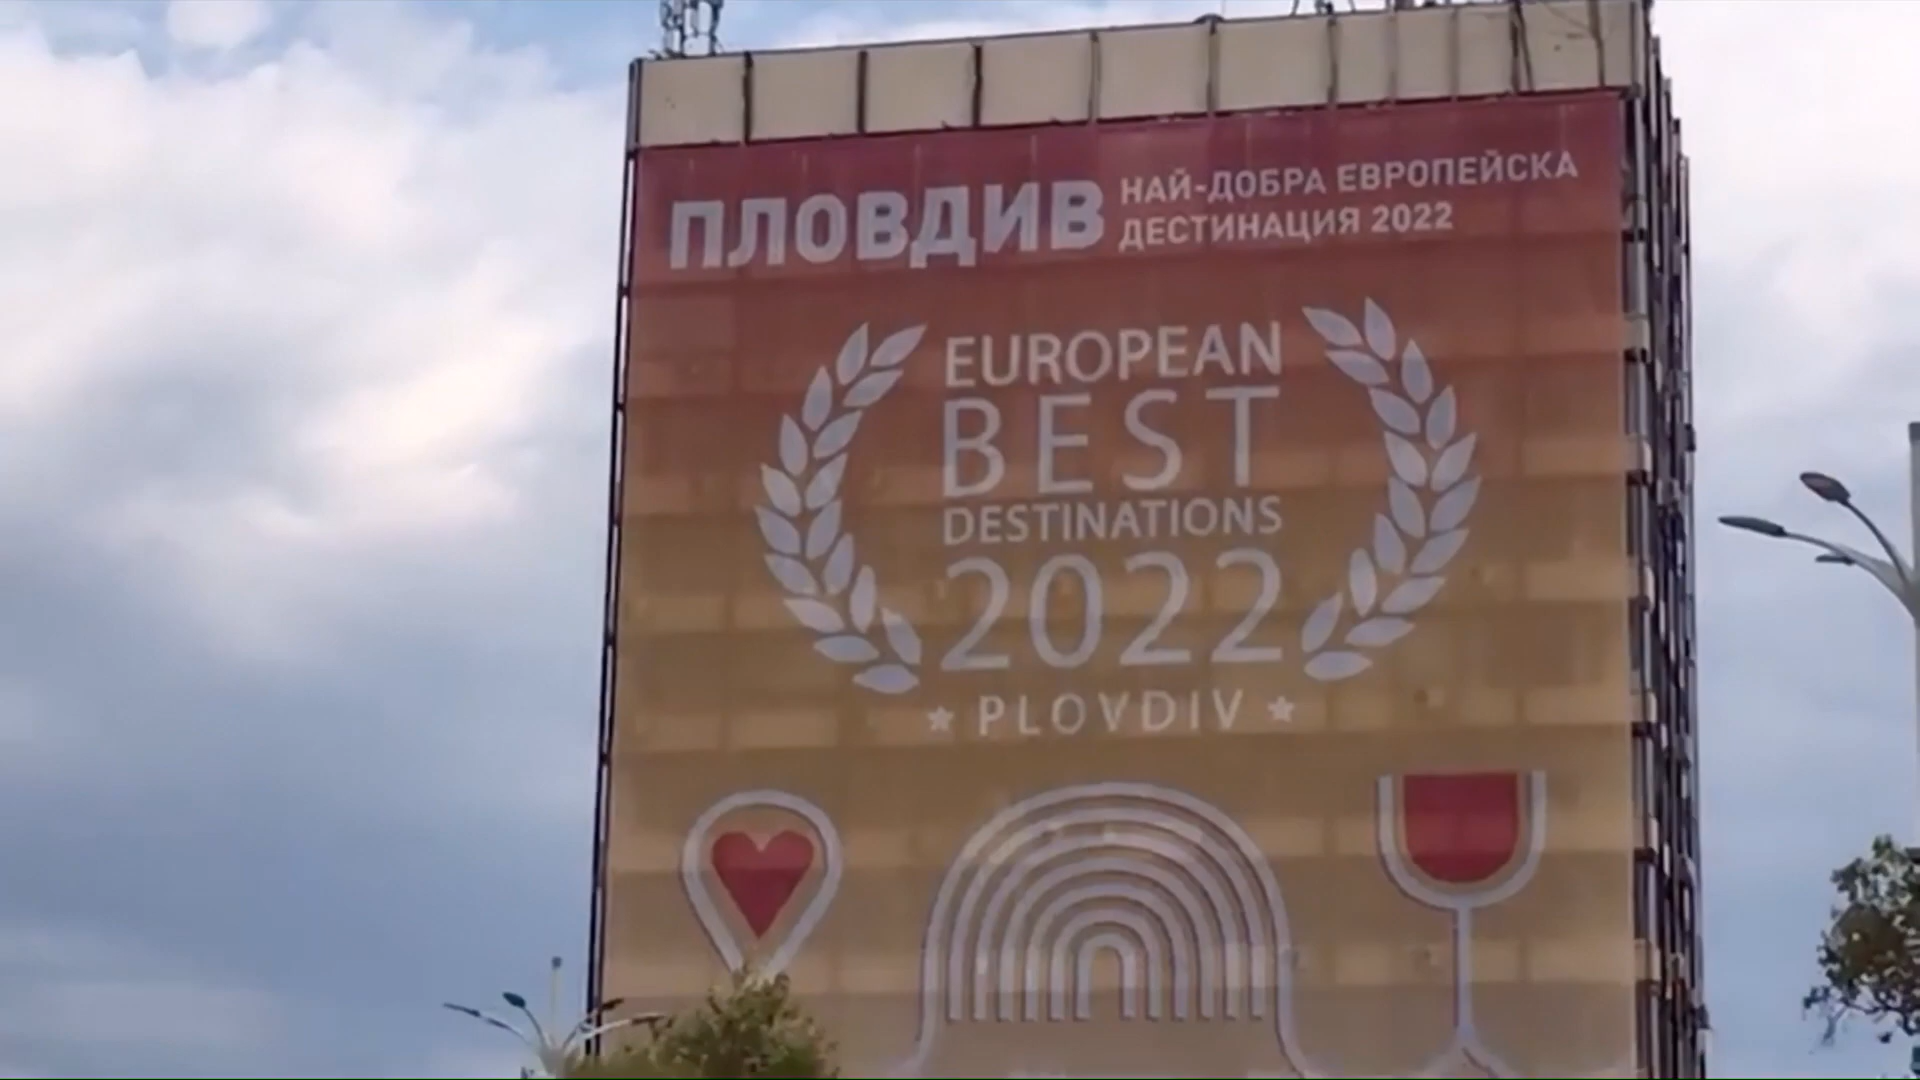 ПЛОВДИВ
НАЙ-ДОБРА ЕВРОПЕЙСКА
ДЕСТИНАЦИЯ 2022
EUROPEAN
BEST
DESTINATIONS
2022
PLOVDIV